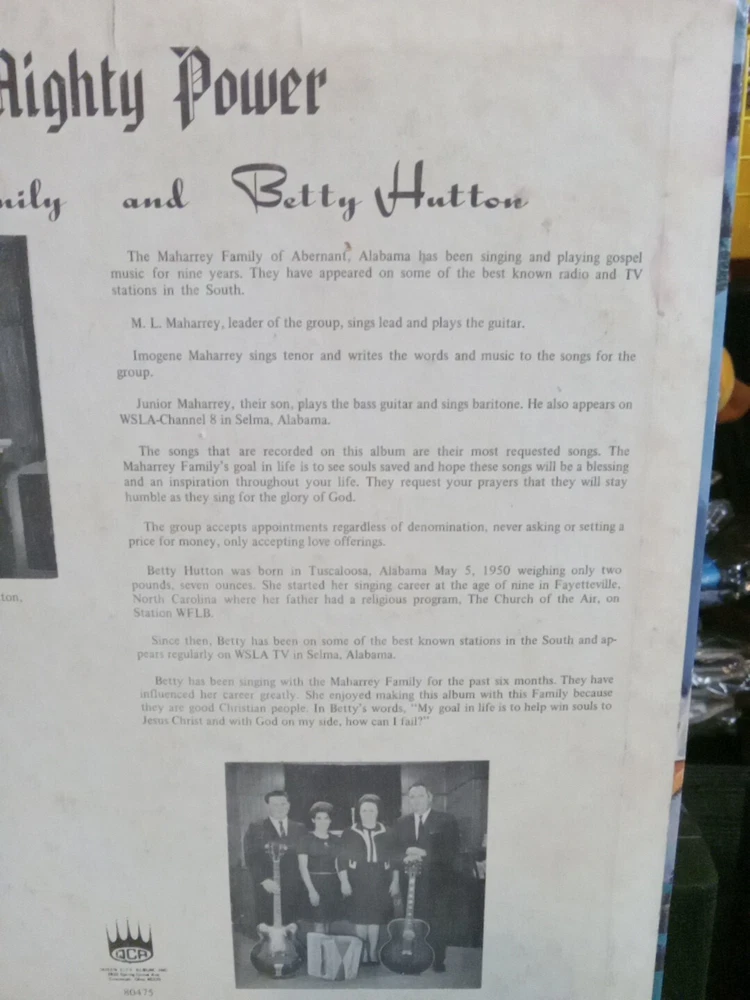 Mighty Power
mily and Betty Hutton
The Maharrey Family of Abernant, Alabama has been singing and playing gospel
music for nine years. They have appeared on some of the best known radio and TV
stations in the South.
M. L. Maharrey, leader of the group, sings lead and plays the guitar.
Imogene Maharrey sings tenor and writes the words and music to the songs for the
group.
Junior Maharrey, their son, plays the bass guitar and sings baritone. He also appears on
WSLA-Channel 8 in Selma, Alabama.
The songs that are recorded on this album are their most requested songs. The
Maharrey Family's goal in life is to see souls saved and hope these songs will be a blessing
and an inspiration throughout your life. They request your prayers that they will stay
humble as they sing for the glory of God.
The group accepts appointments regardless of denomination, never asking or setting a
price for money, only accepting love offerings.
ton,
Betty Hutton was born in Tuscaloosa, Alabama May 5, 1950 weighing only two
pounds, seven ounces. She started her singing career at the age of nine in Fayetteville,
North Carolina where her father had a religious program, The Church of the Air, on
Station WFLB.
Since then, Betty has been on some of the best known stations in the South and ap-
pears regularly on WSLA TV in Selma, Alabama.
Betty has been singing with the Maharrey Family for the past six months. They have
influenced her career greatly. She enjoyed making this album with this Family because
they are good Christian people. In Betty's words, "My goal in life is to help win souls to
Jesus Christ and with God on my side, how can I fail?"
QCA
80475